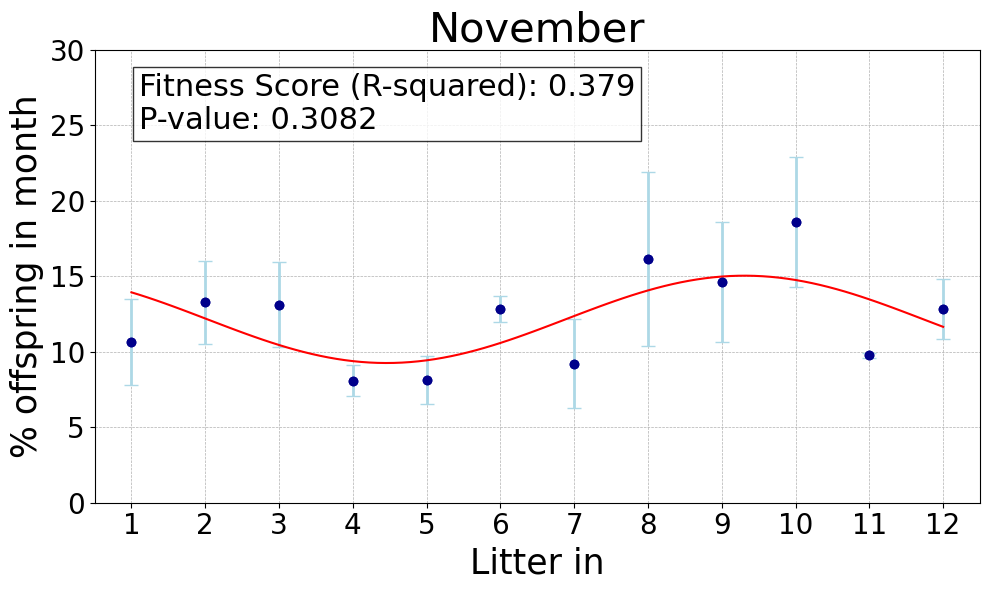 November
Fitness Score (R-squared): 0.379
P-value: 0.3082
% offspring in month
30
25
20
15
10
5
0
1 2 3 4 5 6 7 8 9 10 11 12
Litter in